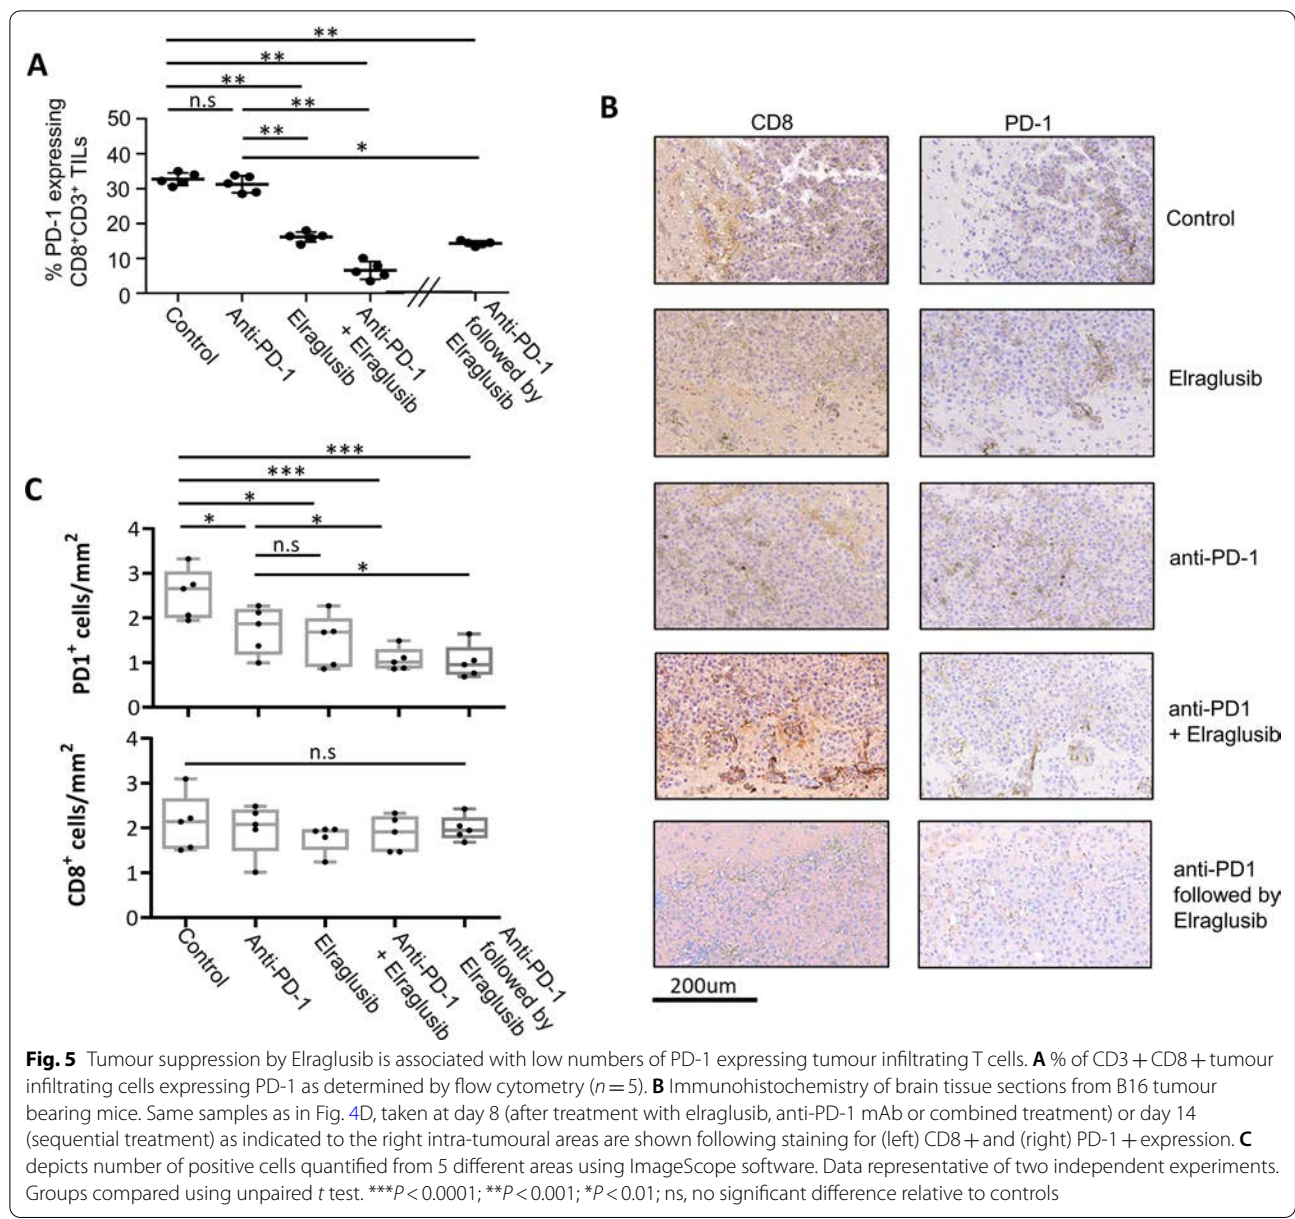 A
**
**
**
n.s
**
**
*
% PD-1 expressing
CD8⁺CD3⁺ TILs
50
40
30
20
10
0
Control
Anti-PD-1
Elraglusib
Anti-PD-1
+ Elraglusib
Anti-PD-1
followed by
Elraglusib
B
CD8
PD-1
Control
Elraglusib
anti-PD-1
anti-PD1
+ Elraglusib
anti-PD1
followed by
Elraglusib
200um
C
***
***
*
*
*
n.s
*
PD1⁺ cells/mm²
4
3
2
1
0
n.s
CD8⁺ cells/mm²
4
3
2
1
0
Control
Anti-PD-1
Elraglusib
Anti-PD-1
+ Elraglusib
Anti-PD-1
followed by
Elraglusib
Fig. 5 Tumour suppression by Elraglusib is associated with low numbers of PD-1 expressing tumour infiltrating T cells. A % of CD3 + CD8 + tumour
infiltrating cells expressing PD-1 as determined by flow cytometry (n = 5). B Immunohistochemistry of brain tissue sections from B16 tumour
bearing mice. Same samples as in Fig. 4D, taken at day 8 (after treatment with elraglusib, anti-PD-1 mAb or combined treatment) or day 14
(sequential treatment) as indicated to the right intra-tumoural areas are shown following staining for (left) CD8 + and (right) PD-1 + expression. C
depicts number of positive cells quantified from 5 different areas using ImageScope software. Data representative of two independent experiments.
Groups compared using unpaired t test. ***P < 0.0001; **P < 0.001; *P < 0.01; ns, no significant difference relative to controls